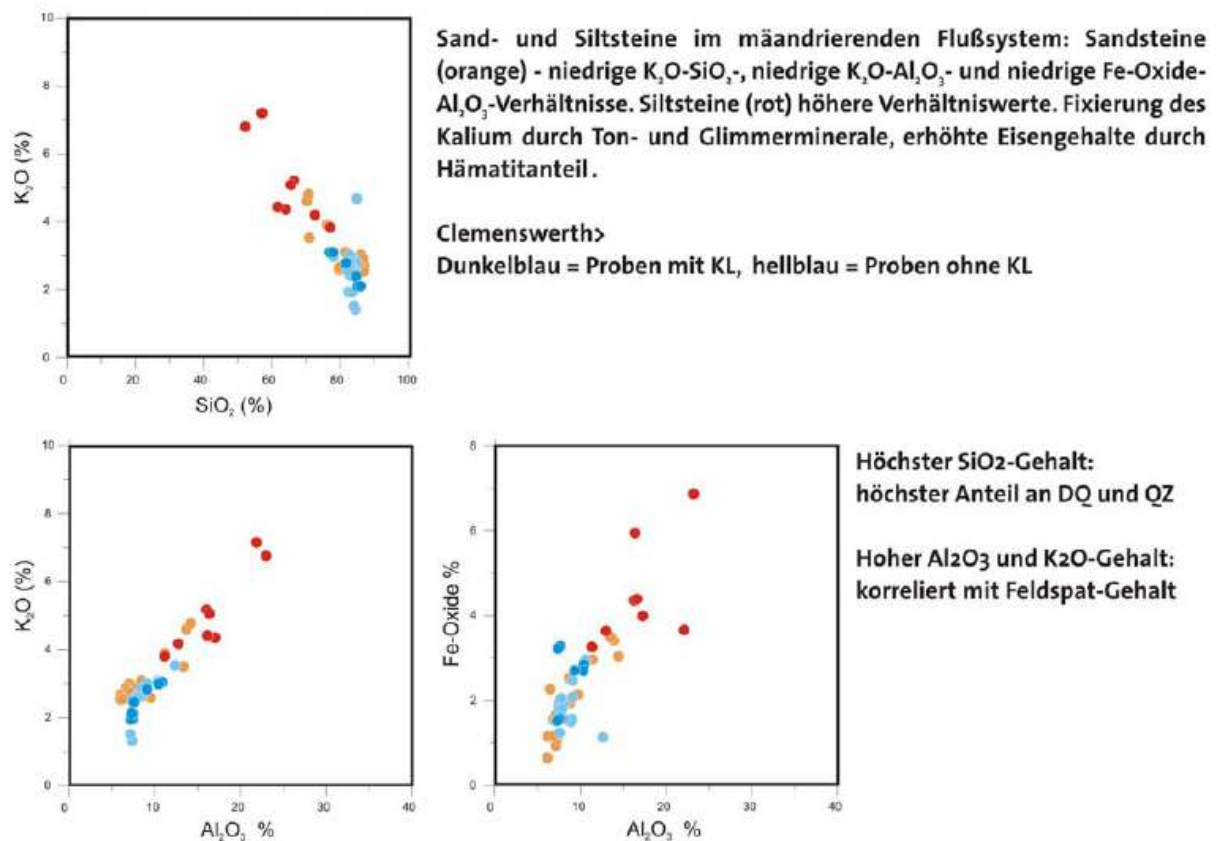 10
8
6
4
2
0
K₂O (%)
0
20
40
60
80
100
SiO₂ (%)
Sand- und Siltsteine im mäandrierenden Flußsystem: Sandsteine
(orange) - niedrige K₂O-SiO₂-, niedrige K₂O-Al₂O₃- und niedrige Fe-Oxide-
Al₂O₃-Verhältnisse. Siltsteine (rot) höhere Verhältniswerte. Fixierung des
Kalium durch Ton- und Glimmerminerale, erhöhte Eisengehalte durch
Hämatitanteil.
Clemenswerth>
Dunkelblau = Proben mit KL, hellblau = Proben ohne KL
10
8
6
4
2
0
K₂O (%)
0
10
20
30
40
Al₂O₃ %
8
6
4
2
0
Fe-Oxide %
0
10
20
30
40
Al₂O₃ %
Höchster SiO2-Gehalt:
höchster Anteil an DQ und QZ
Hoher Al2O3 und K2O-Gehalt:
korreliert mit Feldspat-Gehalt